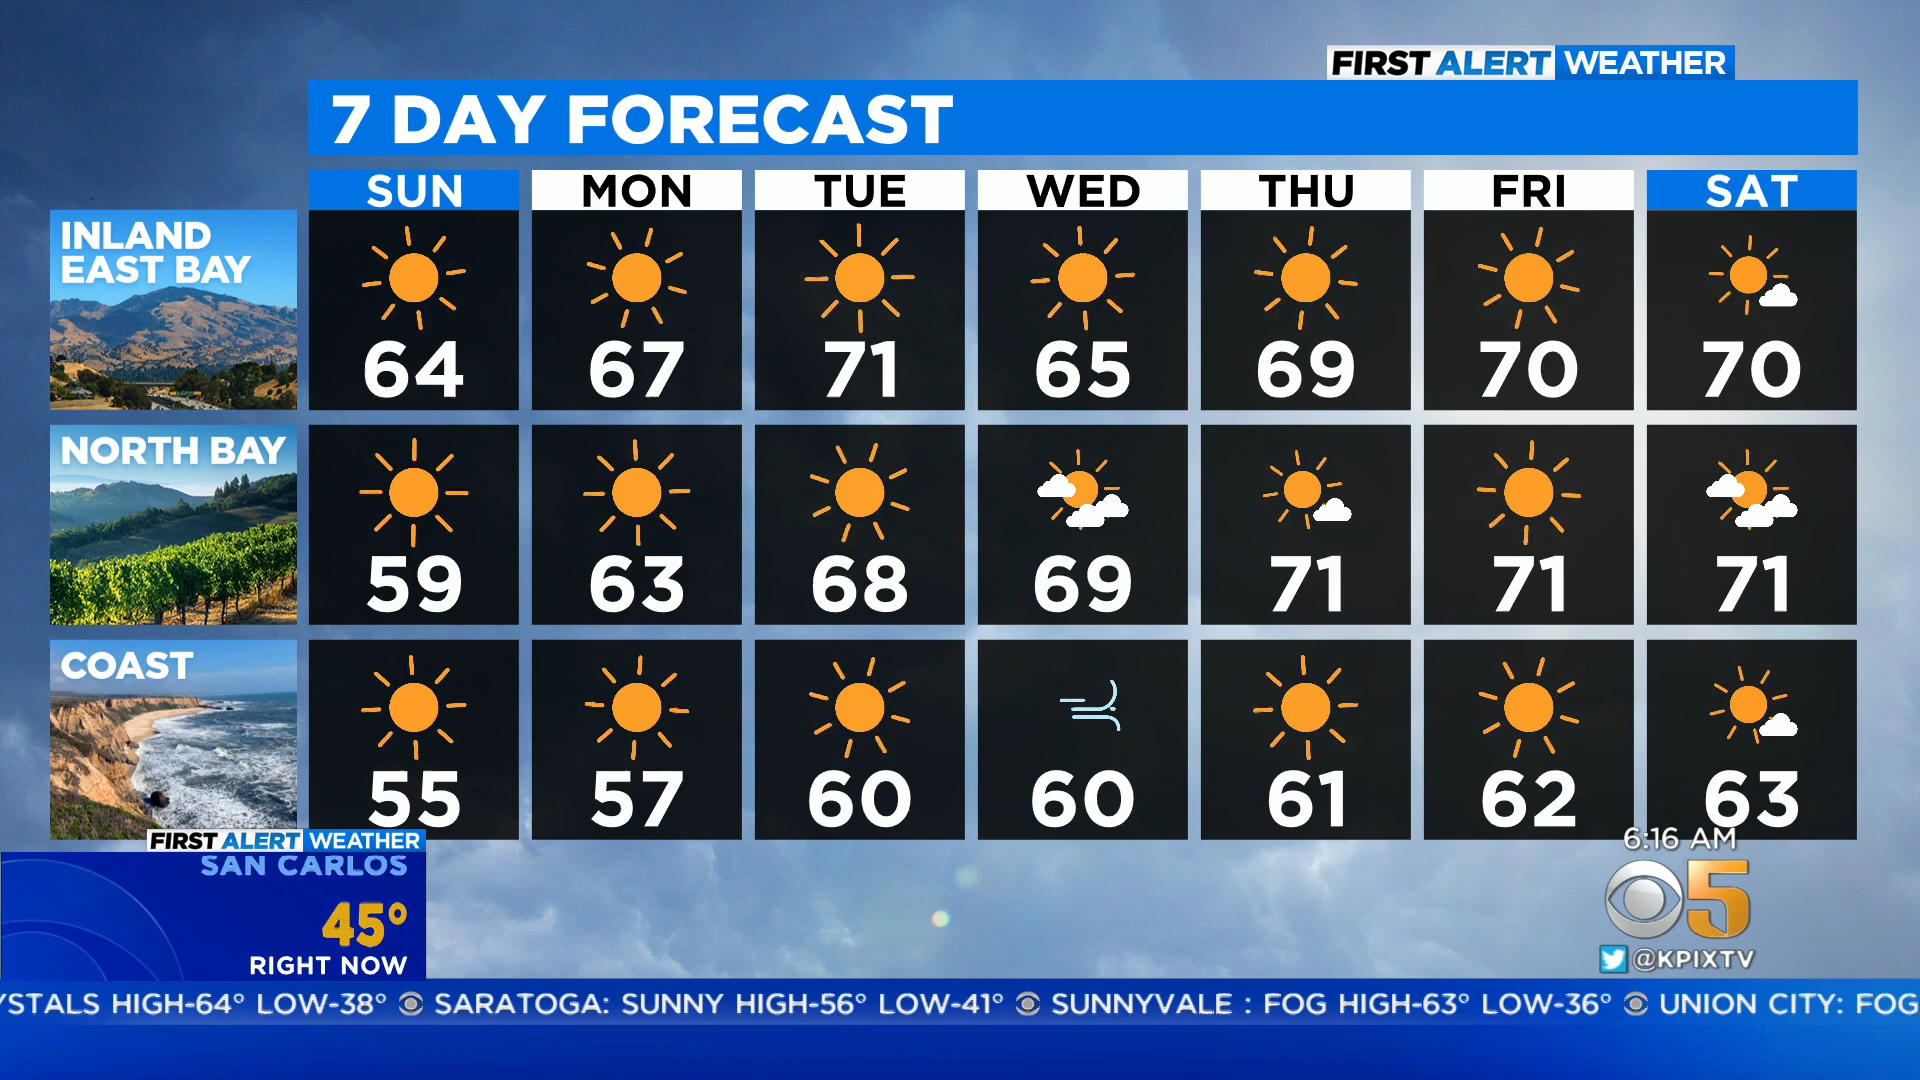 FIRST ALERT WEATHER
7 DAY FORECAST
SUN MON TUE WED THU FRI SAT
INLAND
EAST BAY
64 67 71 65 69 70 70
NORTH BAY
59 63 68 69 71 71 71
COAST
55 57 60 60 61 62 63
FIRST ALERT WEATHER
SAN CARLOS
45°
RIGHT NOW
6:16 AM
5
@KPIXTV
YSTALS HIGH-64° LOW-38° SARATOGA: SUNNY HIGH-56° LOW-41° SUNNYVALE : FOG HIGH-63° LOW-36° UNION CITY: FOG